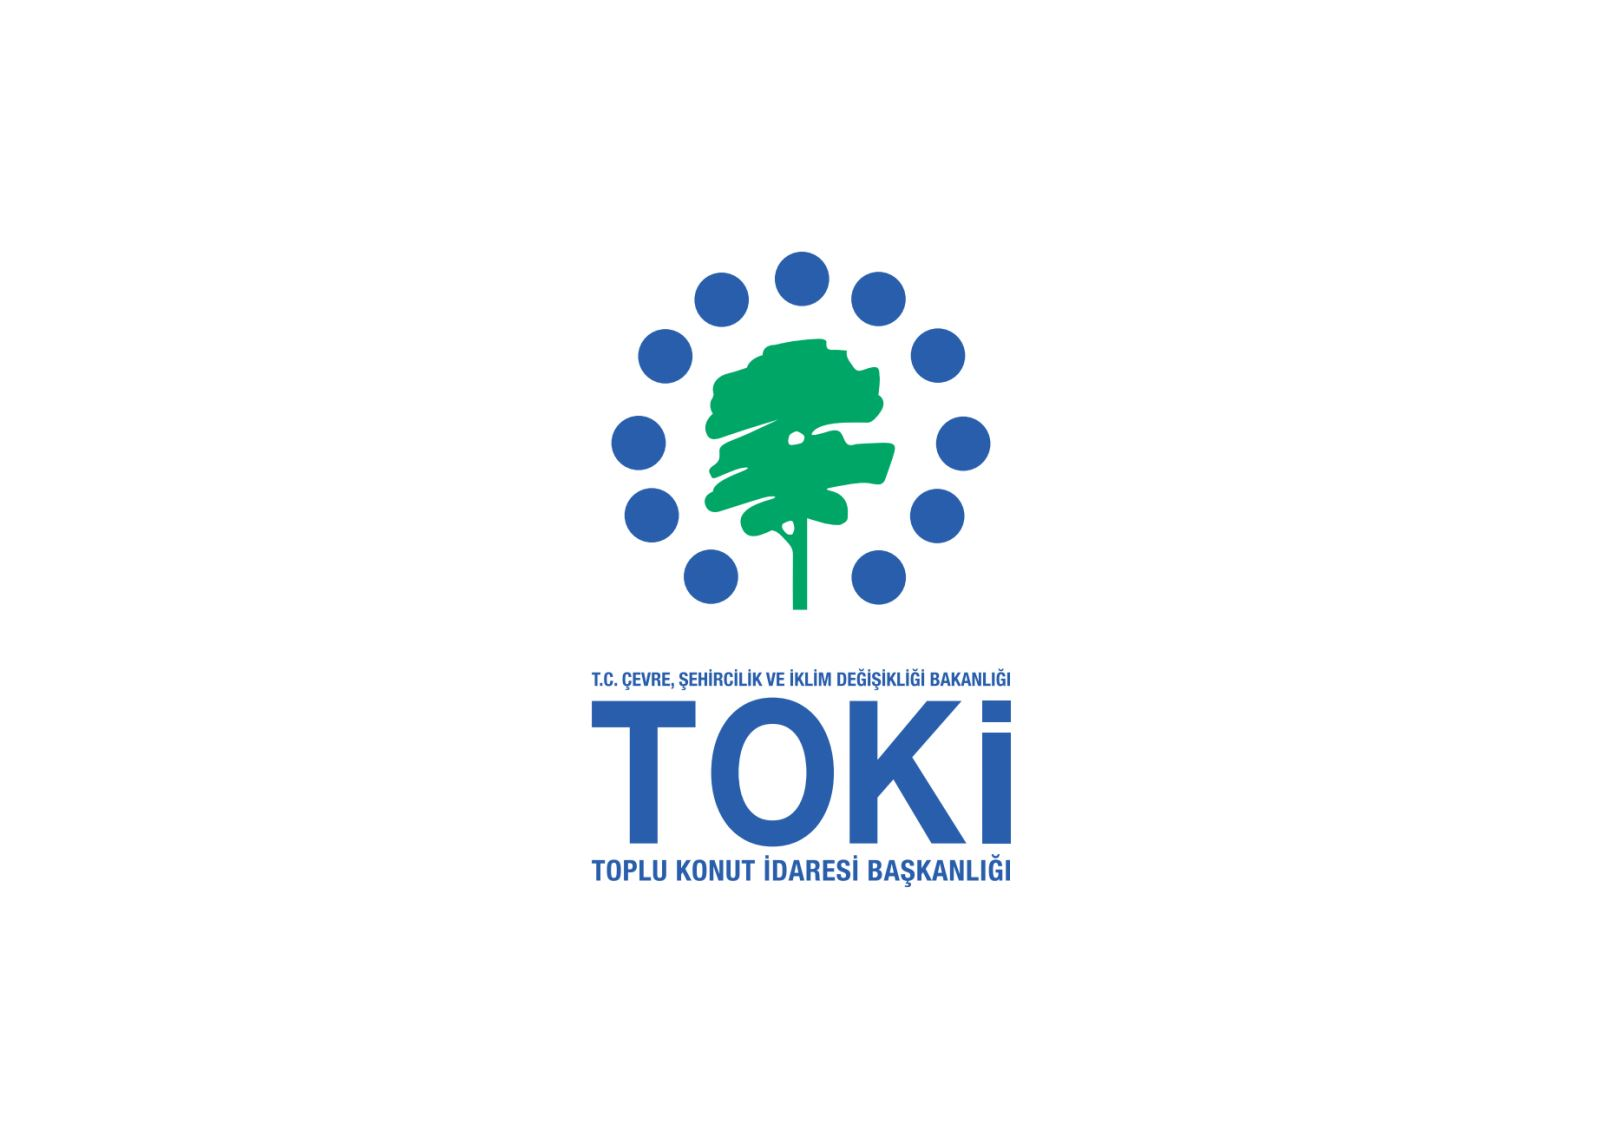 T.C. ÇEVRE, ŞEHİRCİLİK VE İKLİM DEĞİŞİKLİĞİ BAKANLIĞI
TOKİ
TOPLU KONUT İDARESİ BAŞKANLIĞI